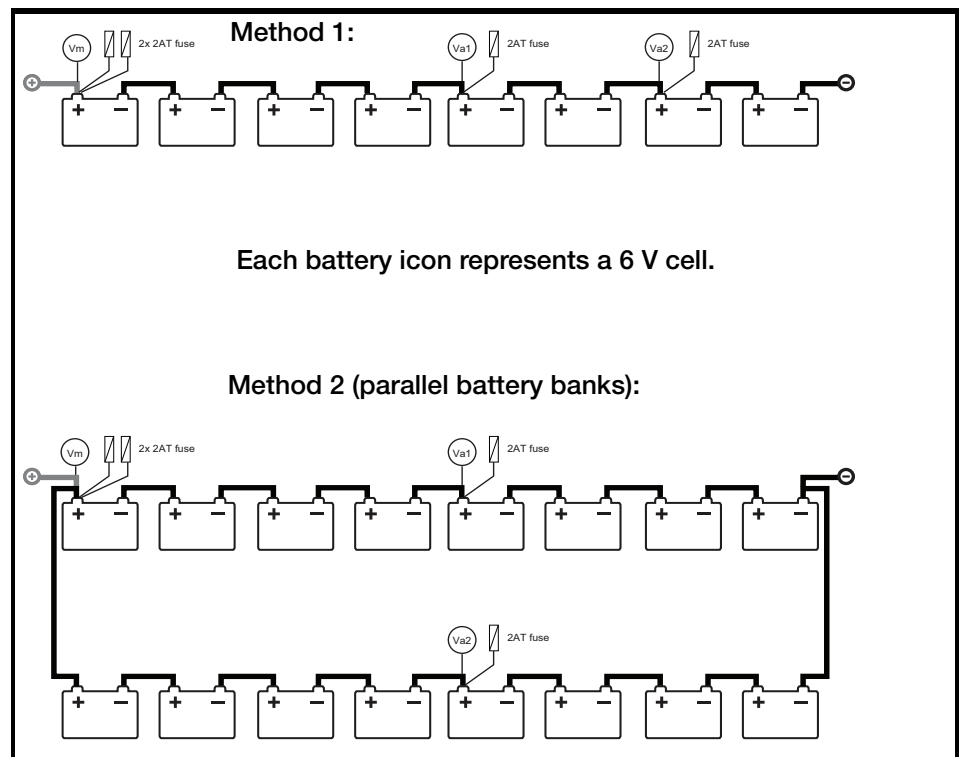 Method 1:
Vm 2x 2AT fuse Va1 2AT fuse Va2 2AT fuse
+ −
+ − + − + − + − + − + − + − + −
Each battery icon represents a 6 V cell.
Method 2 (parallel battery banks):
Vm 2x 2AT fuse Va1 2AT fuse
+ −
+ − + − + − + − + − + − + − + −
Va2 2AT fuse
+ − + − + − + − + − + − + − + −